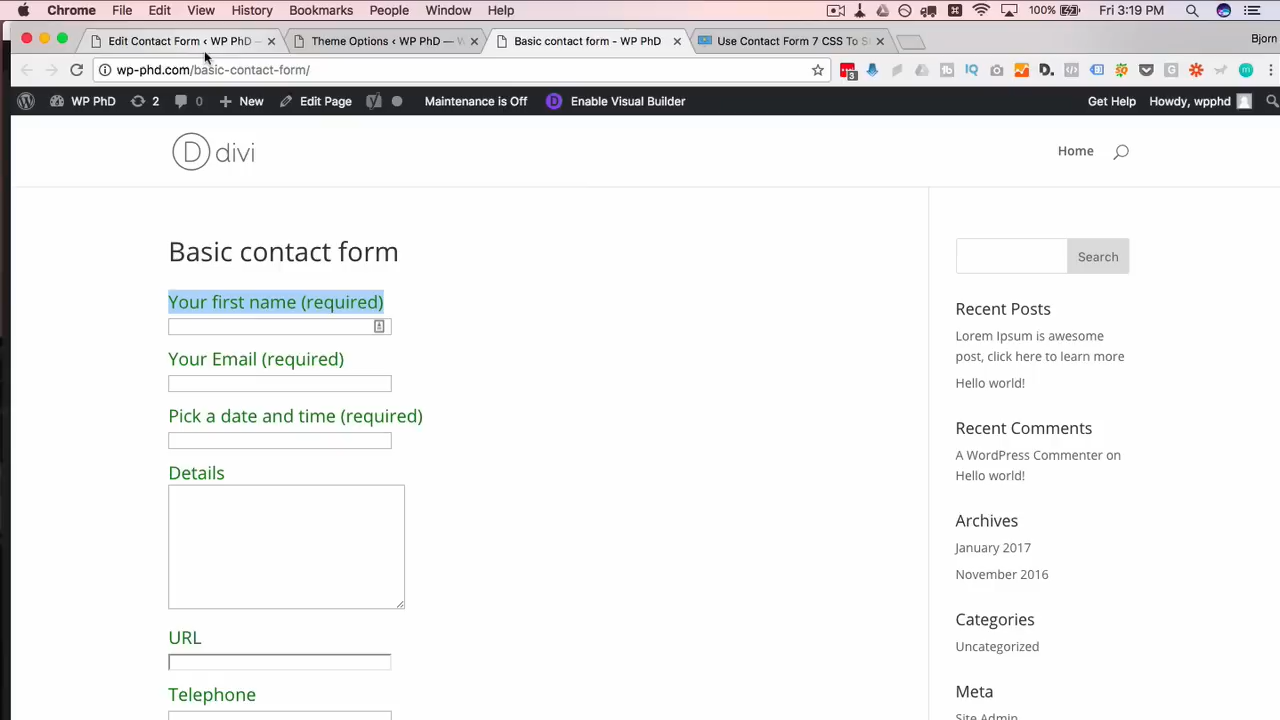 Chrome File Edit View History Bookmarks People Window Help 100% Fri 3:19 PM
Edit Contact Form ‹ WP PhD — Theme Options ‹ WP PhD — W Basic contact form - WP PhD Use Contact Form 7 CSS To S Bjorn
wp-phd.com/basic-contact-form/
WP PhD 2 0 New Edit Page Maintenance is Off D Enable Visual Builder Get Help Howdy, wpphd
D divi
Home
Basic contact form
Your first name (required)
Your Email (required)
Pick a date and time (required)
Details
URL
Telephone
Search
Recent Posts
Lorem Ipsum is awesome
post, click here to learn more
Hello world!
Recent Comments
A WordPress Commenter on
Hello world!
Archives
January 2017
November 2016
Categories
Uncategorized
Meta
Site Admin